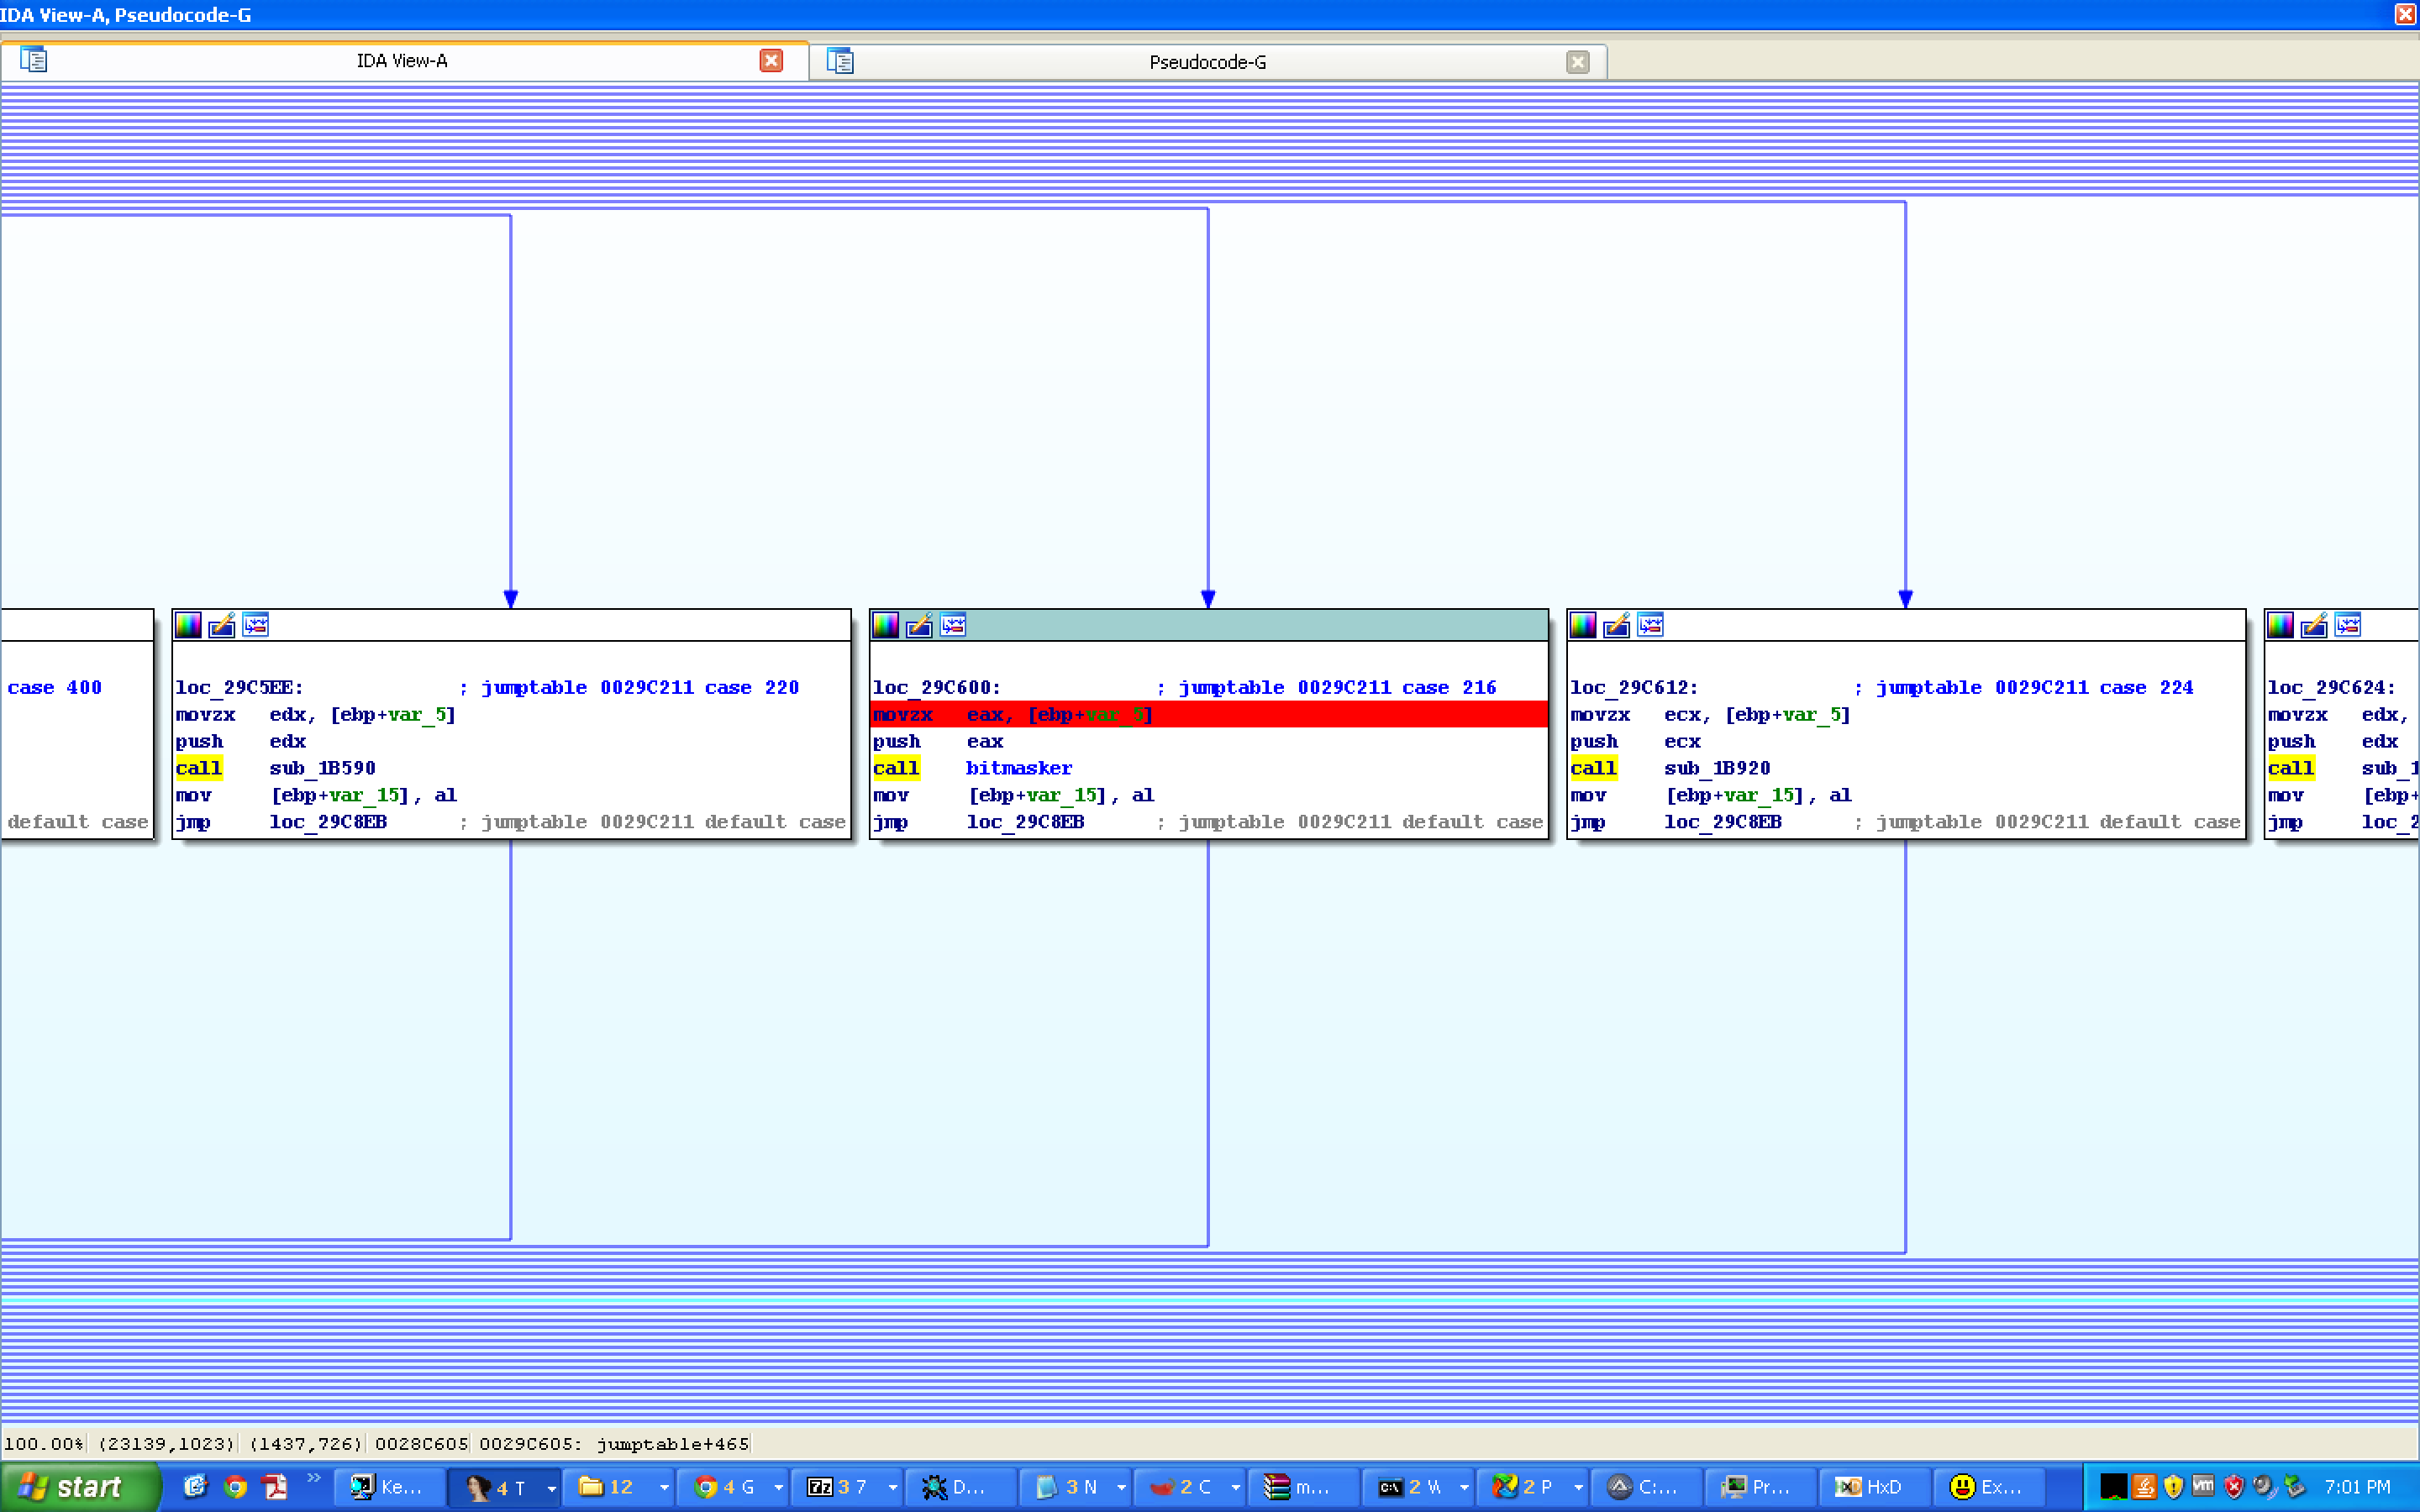 IDA View-A, Pseudocode-G
IDA View-A
Pseudocode-G
case 400
default case
loc_29C5EE: ; jumptable 0029C211 case 220
movzx edx, [ebp+var_5]
push edx
call sub_1B590
mov [ebp+var_15], al
jmp loc_29C8EB ; jumptable 0029C211 default case
loc_29C600: ; jumptable 0029C211 case 216
movzx eax, [ebp+var_5]
push eax
call bitmasker
mov [ebp+var_15], al
jmp loc_29C8EB ; jumptable 0029C211 default case
loc_29C612: ; jumptable 0029C211 case 224
movzx ecx, [ebp+var_5]
push ecx
call sub_1B920
mov [ebp+var_15], al
jmp loc_29C8EB ; jumptable 0029C211 default case
loc_29C624:
movzx edx,
push edx
call sub_1
mov [ebp+
jmp loc_2
100.00% (23139,1023) (1437,726) 0028C605 0029C605: jumptable+465
start » Ke... 4 T 12 4 G 7z 3 7 D... 3 N 2 C m... C:\ 2 W 2 P C:... Pr... HxD Ex... vm 7:01 PM